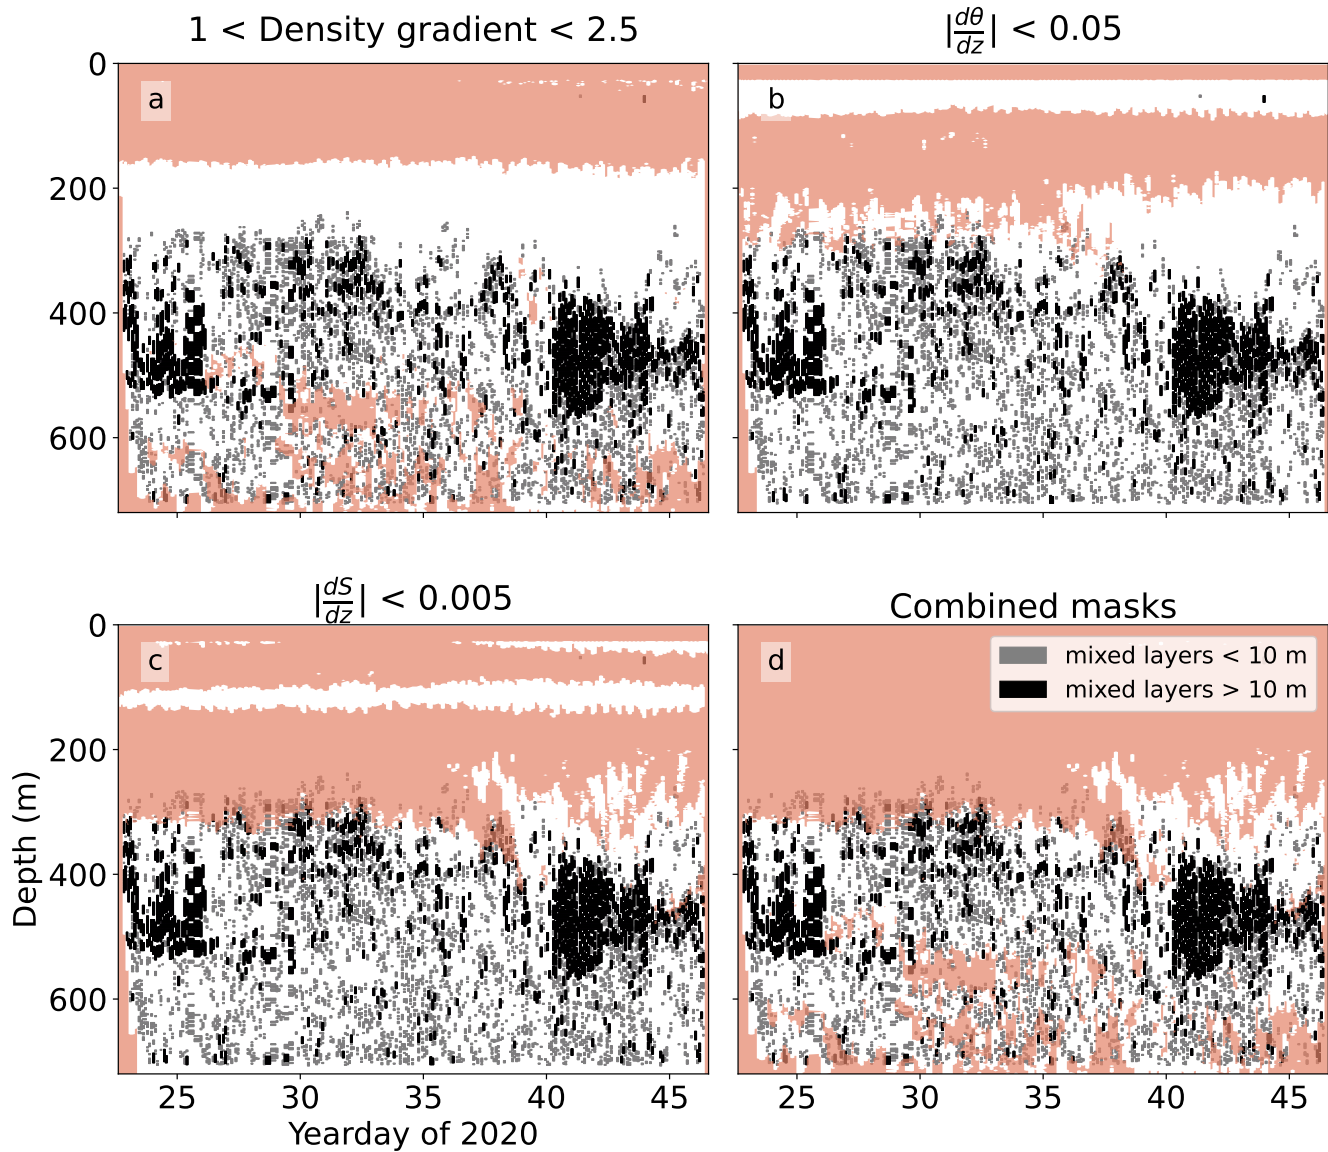 1 < Density gradient < 2.5
|dθ/dz| < 0.05
0
200
400
600
a
b
|dS/dz| < 0.005
Combined masks
0
200
400
600
Depth (m)
c
d
mixed layers < 10 m
mixed layers > 10 m
25 30 35 40 45
25 30 35 40 45
Yearday of 2020